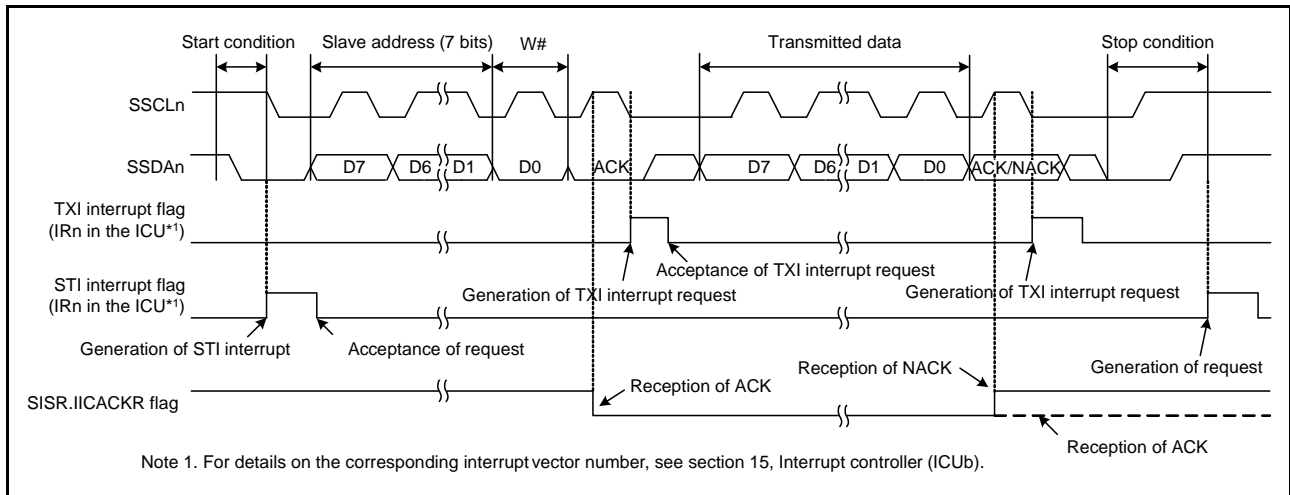 Start condition Slave address (7 bits) W# Transmitted data Stop condition
SSCLn
SSDAn D7 D6 D1 D0 ACK D7 D6 D1 D0 ACK/NACK
TXI interrupt flag
(IRn in the ICU*1)
Acceptance of TXI interrupt request
STI interrupt flag
(IRn in the ICU*1)
Generation of TXI interrupt request Generation of TXI interrupt request
Generation of STI interrupt Acceptance of request Generation of request
Reception of ACK Reception of NACK
SISR.IICACKR flag
Reception of ACK
Note 1. For details on the corresponding interrupt vector number, see section 15, Interrupt controller (ICUb).